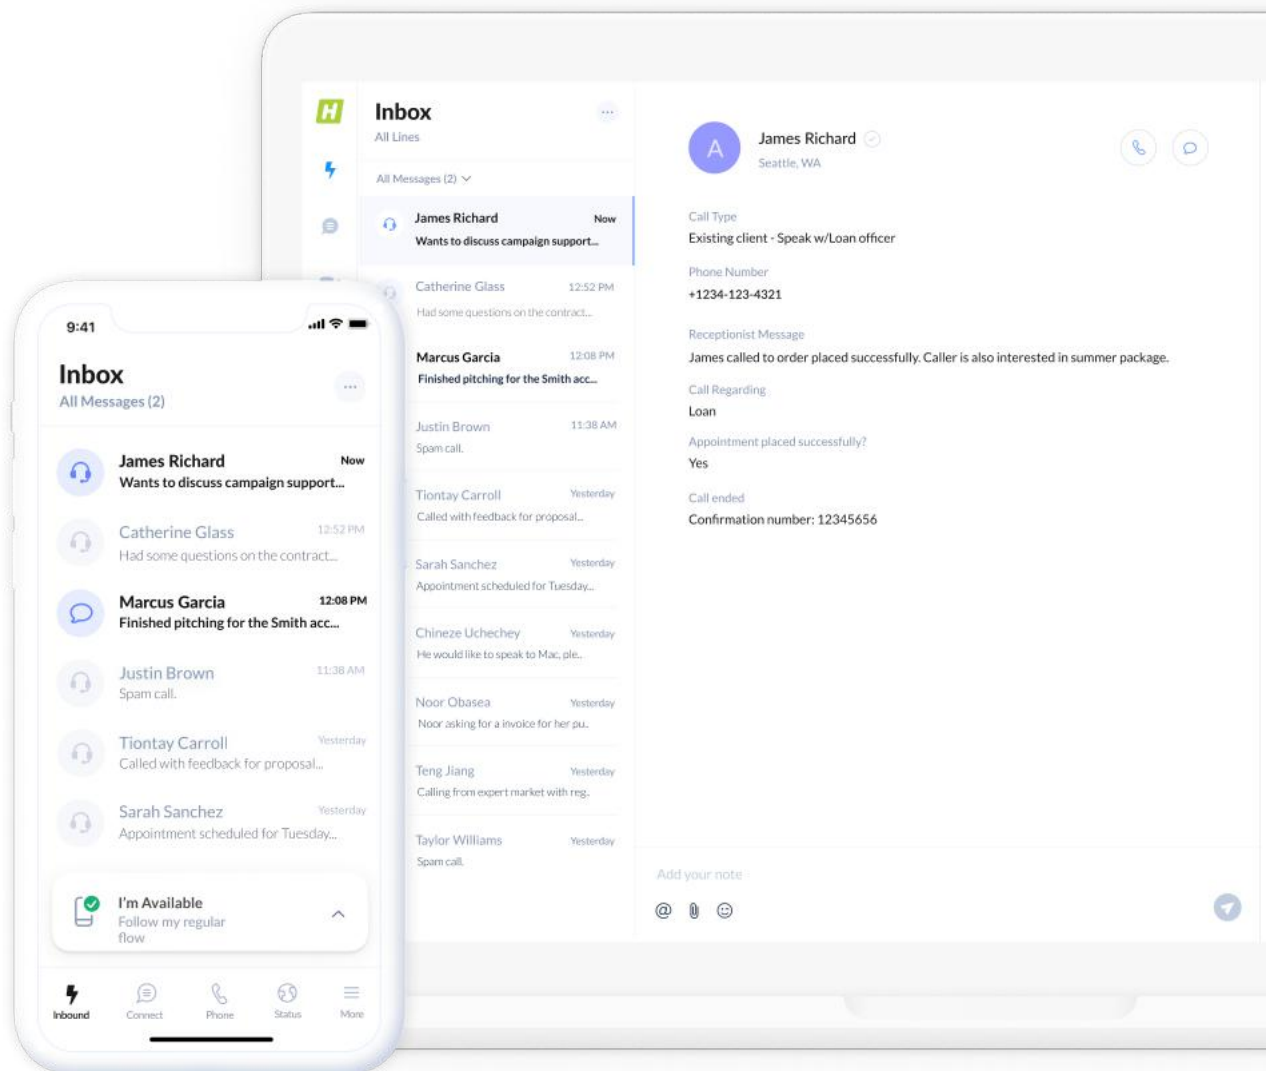 H
Inbox
All Lines
All Messages (2)
James Richard Now
Wants to discuss campaign support...
Catherine Glass 12:52 PM
Had some questions on the contract...
Marcus Garcia 12:08 PM
Finished pitching for the Smith acc...
Justin Brown 11:38 AM
Spam call.
Tiontay Carroll Yesterday
Called with feedback for proposal...
Sarah Sanchez Yesterday
Appointment scheduled for Tuesday...
Chineze Uchechey Yesterday
He would like to speak to Mac, ple..
Noor Obasea Yesterday
Noor asking for a invoice for her pu..
Teng Jiang Yesterday
Calling from expert market with reg..
Taylor Williams Yesterday
Spam call.
A
James Richard
Seattle, WA
Call Type
Existing client - Speak w/Loan officer
Phone Number
+1234-123-4321
Receptionist Message
James called to order placed successfully. Caller is also interested in summer package.
Call Regarding
Loan
Appointment placed successfully?
Yes
Call ended
Confirmation number: 12345656
Add your note
@
9:41
Inbox
All Messages (2)
James Richard Now
Wants to discuss campaign support...
Catherine Glass 12:52 PM
Had some questions on the contract...
Marcus Garcia 12:08 PM
Finished pitching for the Smith acc...
Justin Brown 11:38 AM
Spam call.
Tiontay Carroll Yesterday
Called with feedback for proposal...
Sarah Sanchez Yesterday
Appointment scheduled for Tuesday...
I'm Available
Follow my regular
flow
Inbound Connect Phone Status More